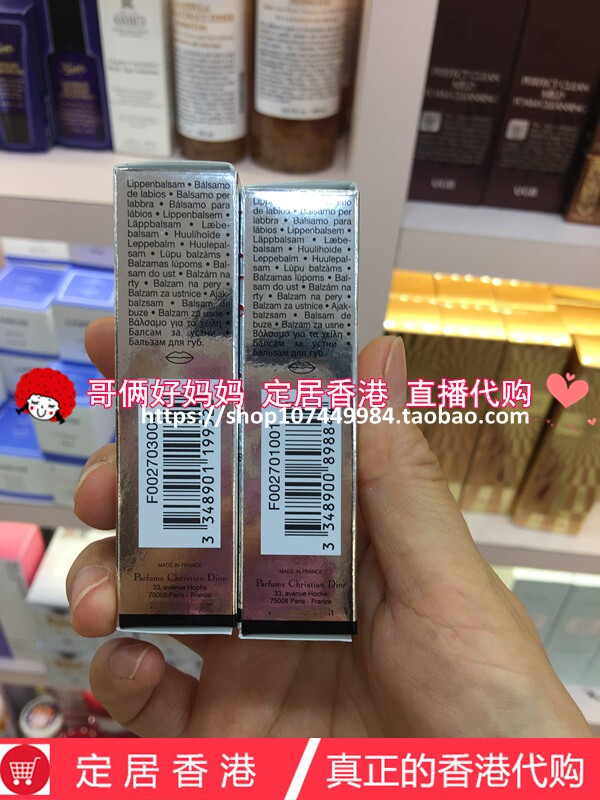 PERFECT CLEAN
Lippenbalsam • Bálsamo
de labios • Balsamo per
labbra • Bálsamo para
lábios • Lippenbalsem •
Läppbalsam • Læbe-
balsam • Huulihoide •
Leppebalm • Huulepal-
sam • Lūpu balzāms •
Balzamas lūpoms • Bal-
sam do ust • Balzám na
rty • Balzam na pery •
Balzam za ustnice • Ajak-
balzsam • Balsam de
buze • Balzam za usne •
Βάλσαμο για τα χείλη •
Балсам за устни •
Бальзам для губ.
de labios • Balsamo per
labbra • Bálsamo para
lábios • Lippenbalsem •
Läppbalsam • Læbe-
balsam • Huulihoide •
Leppebalm • Huulepal-
sam • Lūpu balzāms •
Balzamas lūpoms • Bal-
sam do ust • Balzám na
rty • Balzam na pery •
Balzam za ustnice • Ajak-
balzsam • Balsam de
buze • Balzam za usne •
Βάλσαμο για τα χείλη •
Балсам за устни •
Бальзам для губ.
哥俩好妈妈 定居香港 直播代购
https://shop107449984.taobao.com/
F00270300
3 348901 199
F002701001
3 348900 8988
MADE IN FRANCE
Parfums Christian Dior
33, avenue Hoche
75008 Paris - France
MADE IN FRANCE
Parfums Christian Dior
33, avenue Hoche
75008 Paris - France
定居香港
真正的香港代购